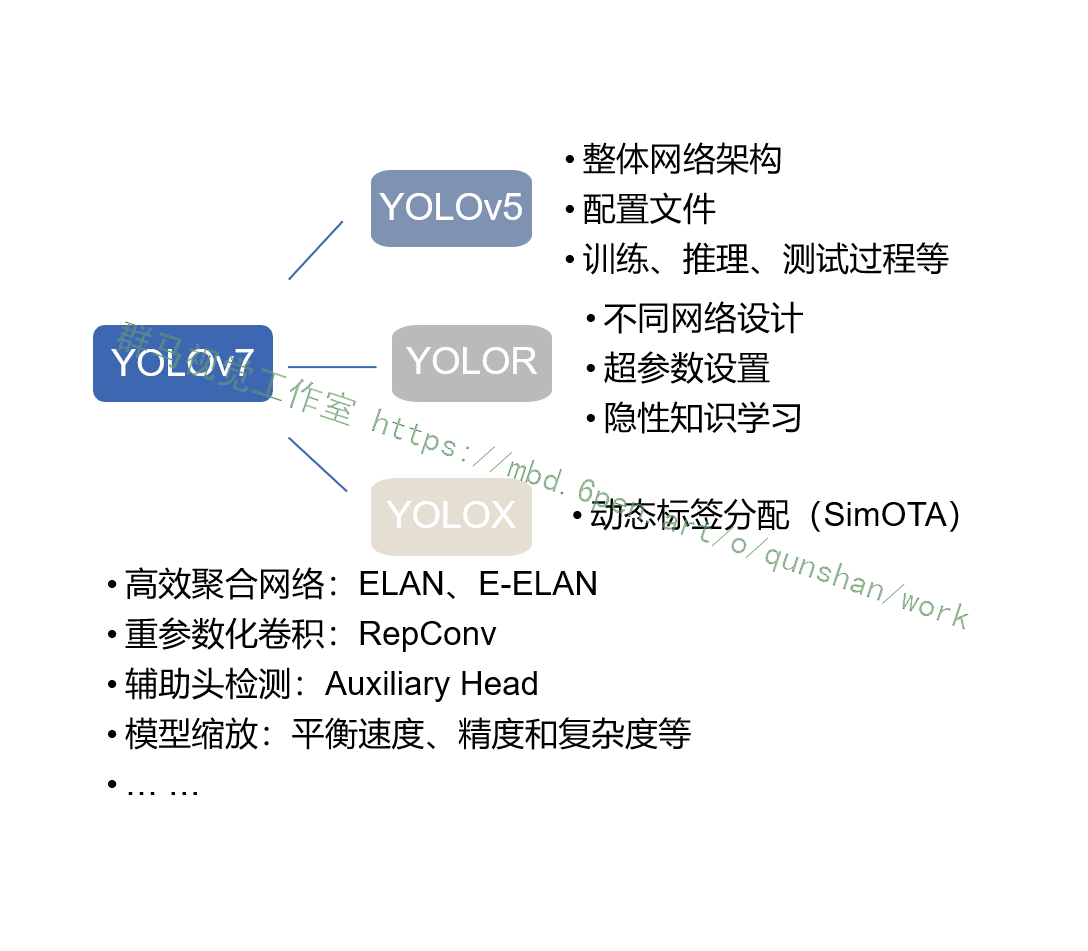 YOLOv5
• 整体网络架构
• 配置文件
• 训练、推理、测试过程等
YOLOv7
YOLOR
• 不同网络设计
• 超参数设置
• 隐性知识学习
YOLOX
• 动态标签分配（SimOTA）
• 高效聚合网络：ELAN、E-ELAN
• 重参数化卷积：RepConv
• 辅助头检测：Auxiliary Head
• 模型缩放：平衡速度、精度和复杂度等
• … …
群马视觉工作室 https://mbd.6pen.art/o/qunshan/work